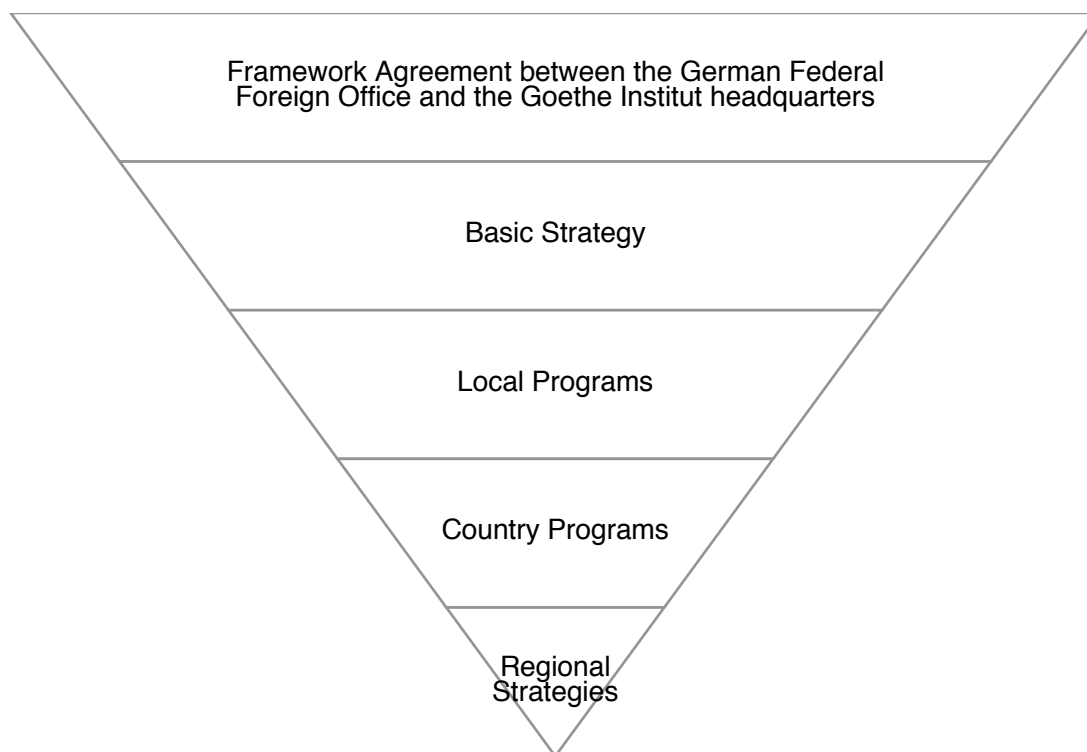 Framework Agreement between the German Federal
Foreign Office and the Goethe Institut headquarters
Basic Strategy
Local Programs
Country Programs
Regional
Strategies